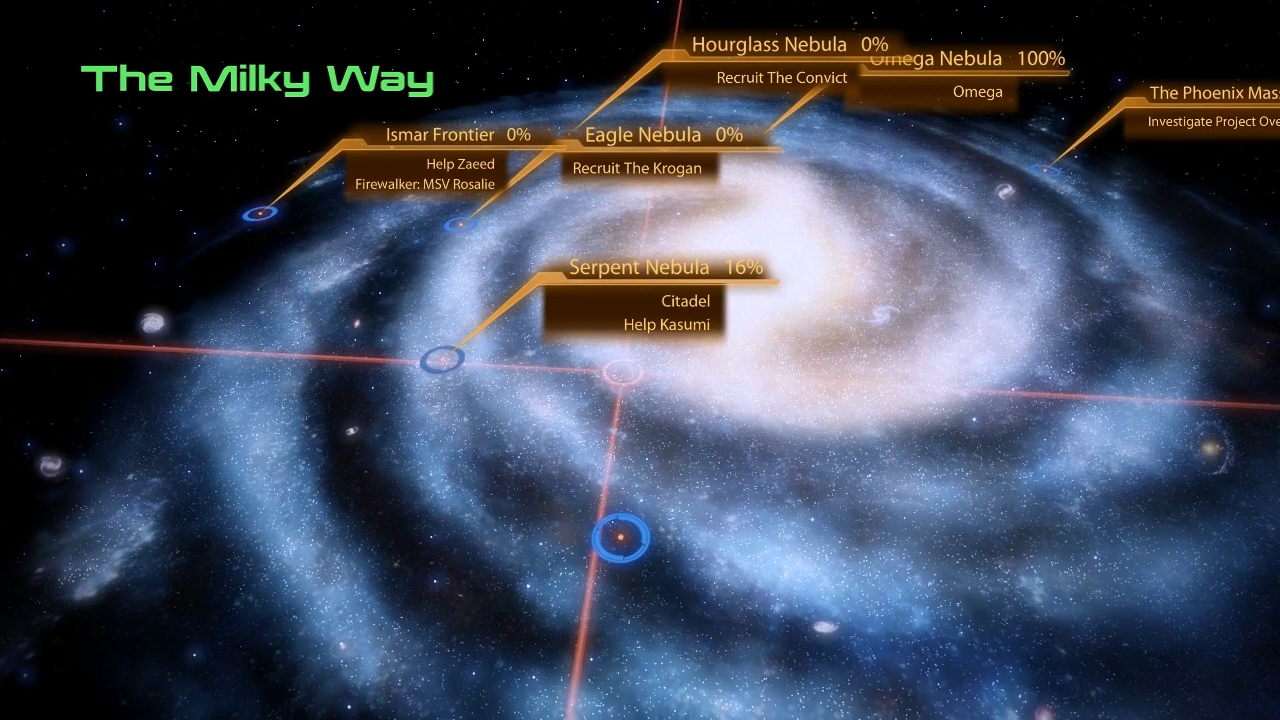 The Milky Way
Hourglass Nebula 0%
Recruit The Convict
Omega Nebula 100%
Omega
The Phoenix Mas
Investigate Project Ove
Ismar Frontier 0%
Help Zaeed
Firewalker: MSV Rosalie
Eagle Nebula 0%
Recruit The Krogan
Serpent Nebula 16%
Citadel
Help Kasumi